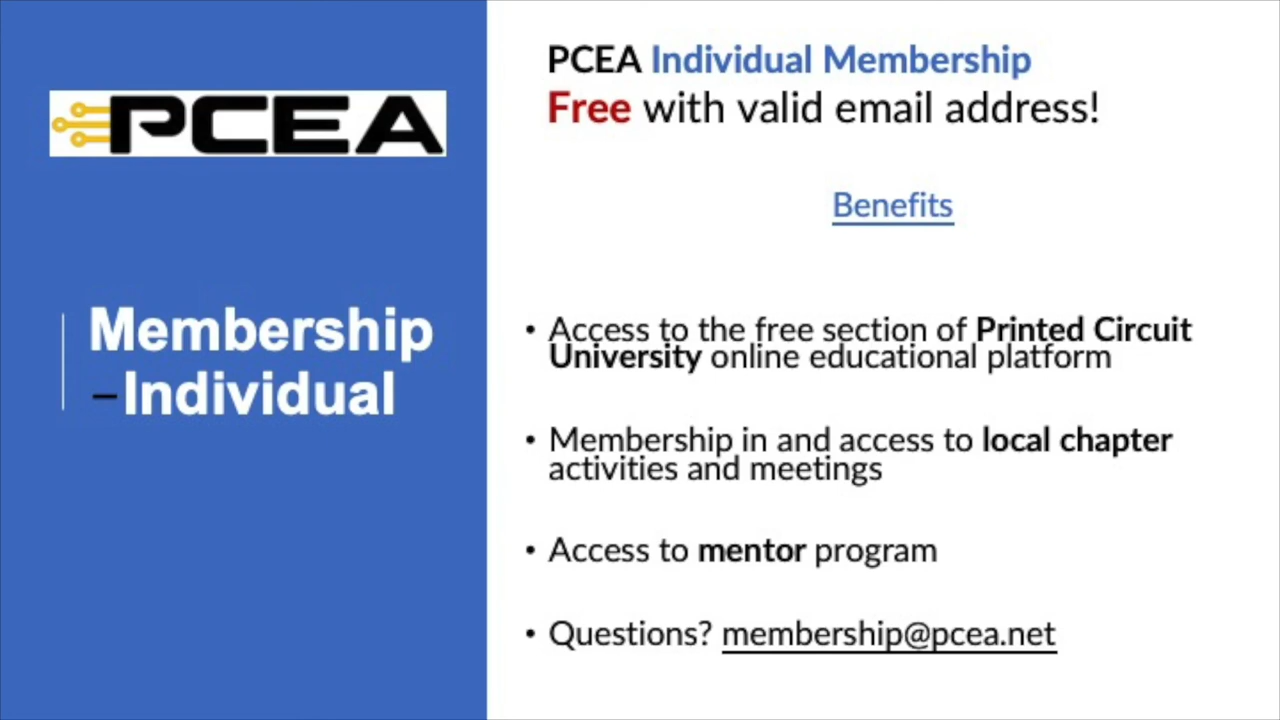 PCEA
Membership
–Individual
PCEA Individual Membership
Free with valid email address!
Benefits
• Access to the free section of Printed Circuit
University online educational platform
• Membership in and access to local chapter
activities and meetings
• Access to mentor program
• Questions? membership@pcea.net